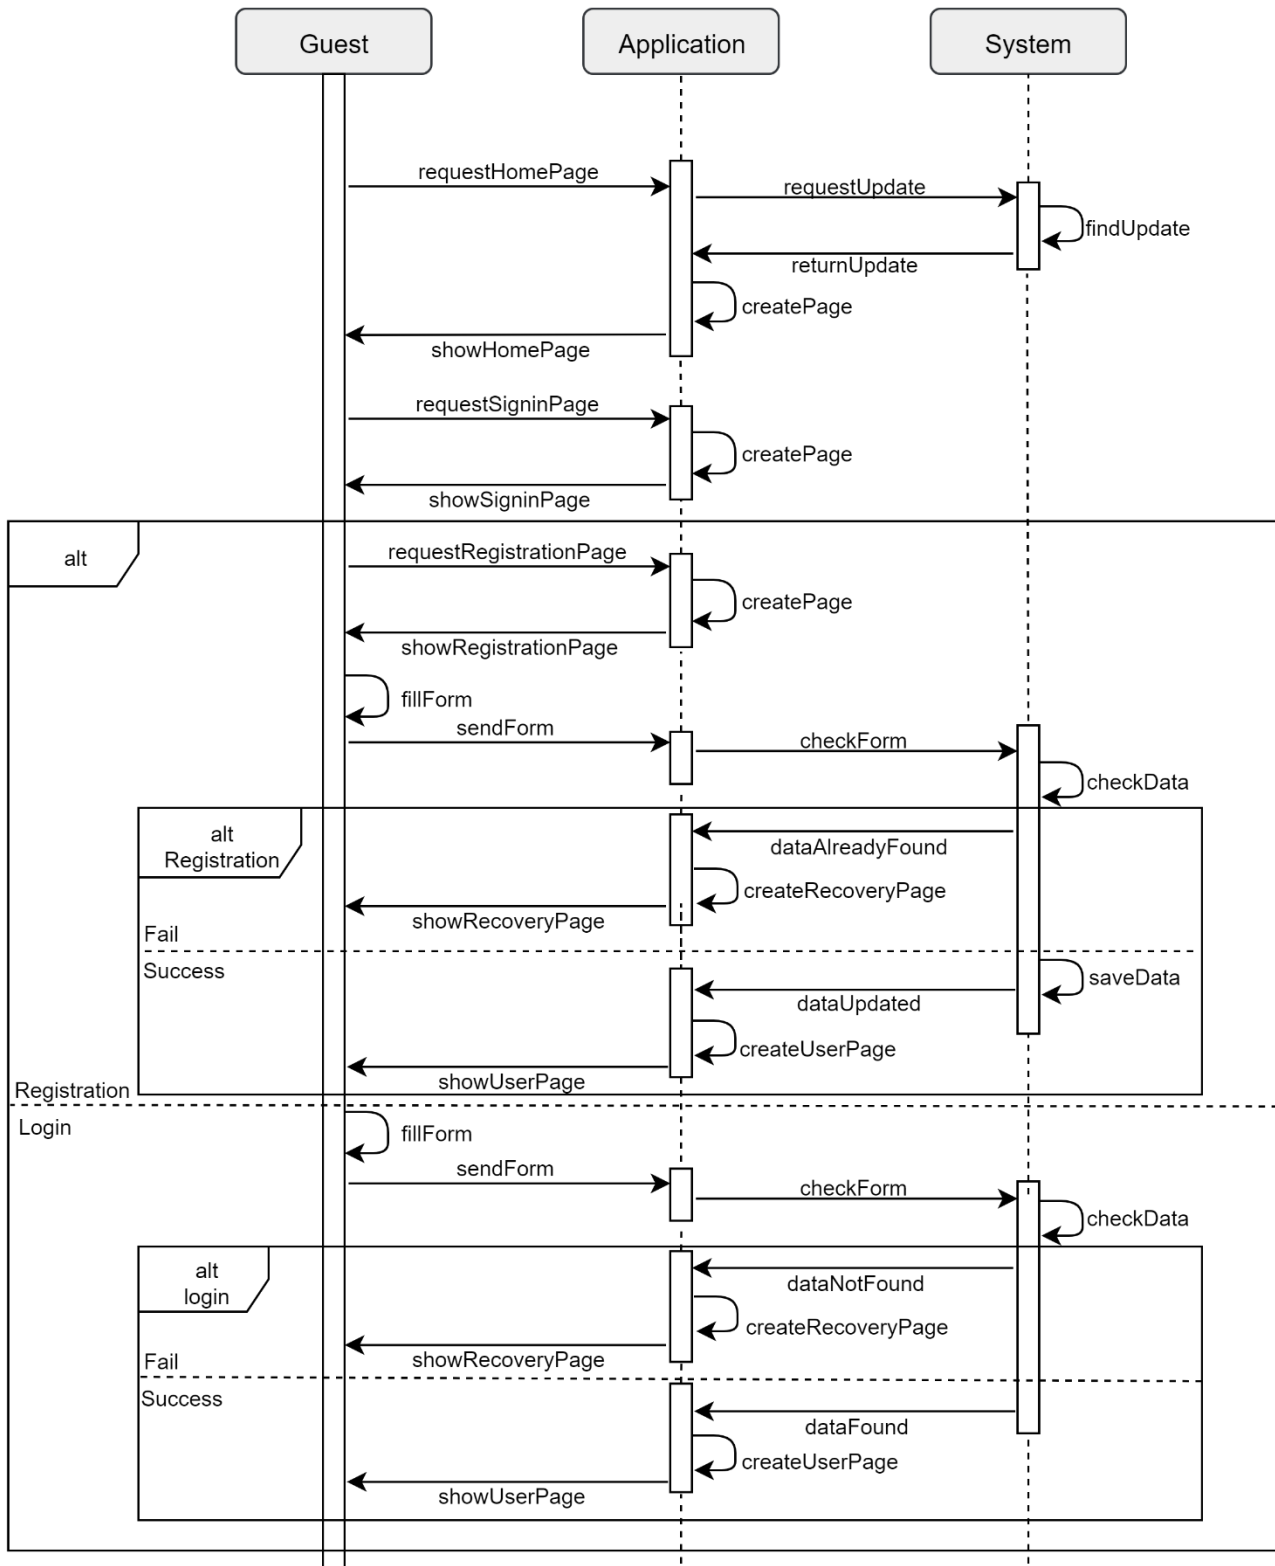 Guest
Application
System
requestHomePage
requestUpdate
findUpdate
returnUpdate
createPage
showHomePage
requestSigninPage
createPage
showSigninPage
alt
requestRegistrationPage
createPage
showRegistrationPage
fillForm
sendForm
checkForm
checkData
alt
Registration
dataAlreadyFound
createRecoveryPage
showRecoveryPage
Fail
Success
saveData
dataUpdated
createUserPage
showUserPage
Registration
Login
fillForm
sendForm
checkForm
checkData
alt
login
dataNotFound
createRecoveryPage
showRecoveryPage
Fail
Success
dataFound
createUserPage
showUserPage